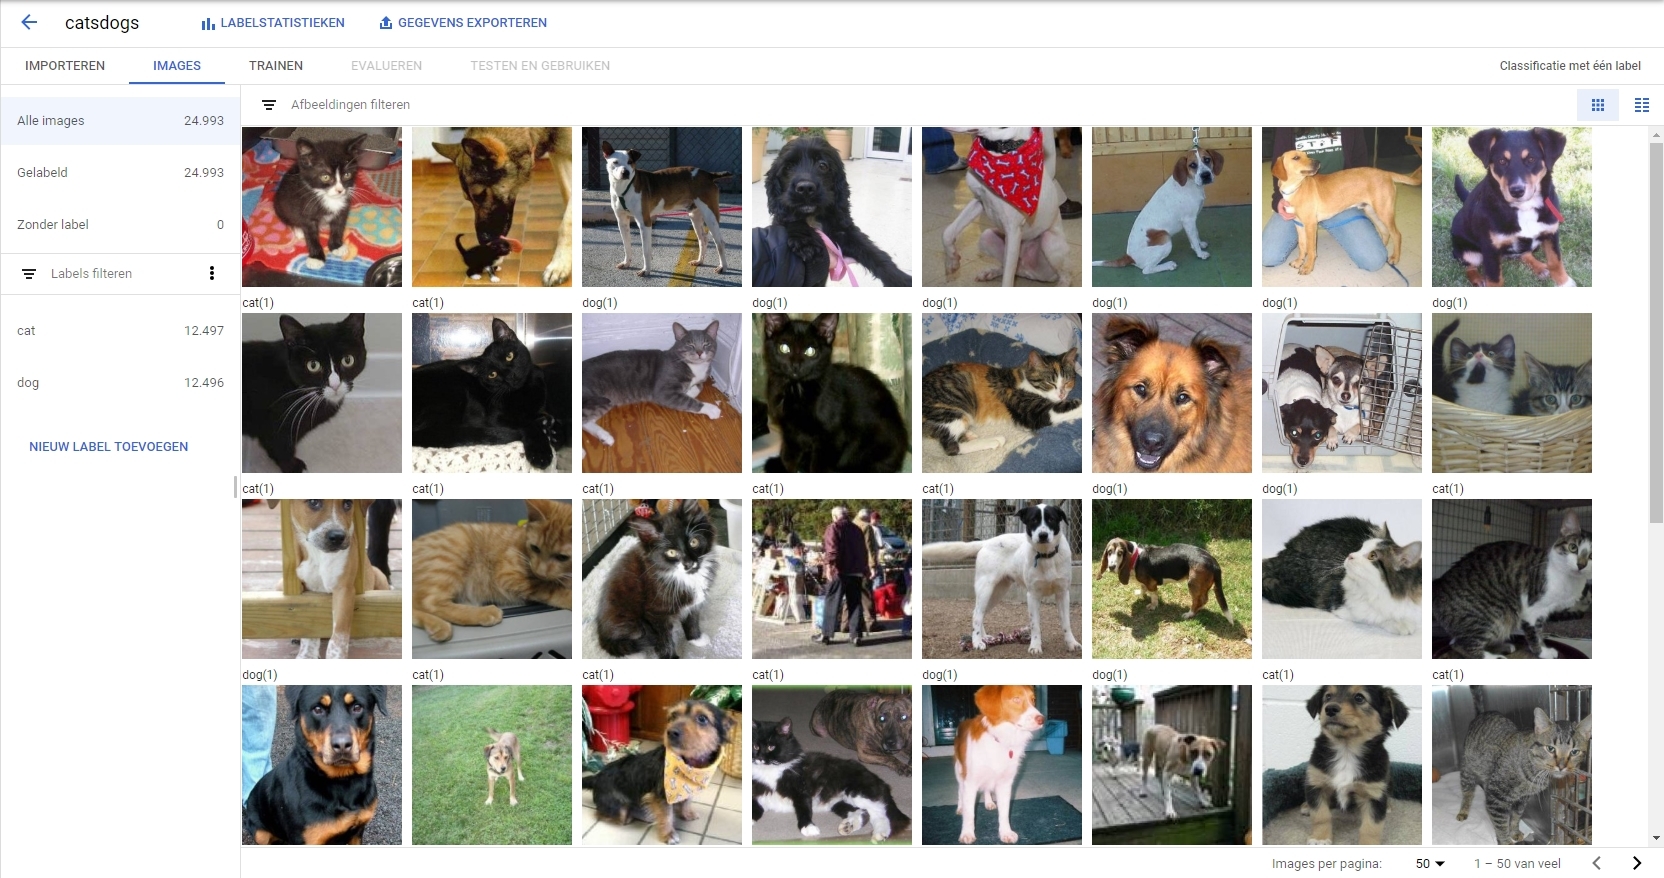 catsdogs LABELSTATISTIEKEN GEGEVENS EXPORTEREN
IMPORTEREN IMAGES TRAINEN EVALUEREN TESTEN EN GEBRUIKEN Classificatie met één label
Alle images 24.993
Gelabeld 24.993
Zonder label 0
Labels filteren
cat 12.497
dog 12.496
NIEUW LABEL TOEVOEGEN
Afbeeldingen filteren
cat(1) cat(1) dog(1) dog(1) dog(1) dog(1) dog(1) dog(1)
cat(1) cat(1) cat(1) cat(1) cat(1) dog(1) dog(1) cat(1)
dog(1) cat(1) cat(1) cat(1) dog(1) dog(1) cat(1) cat(1)
Images per pagina: 50 1 – 50 van veel